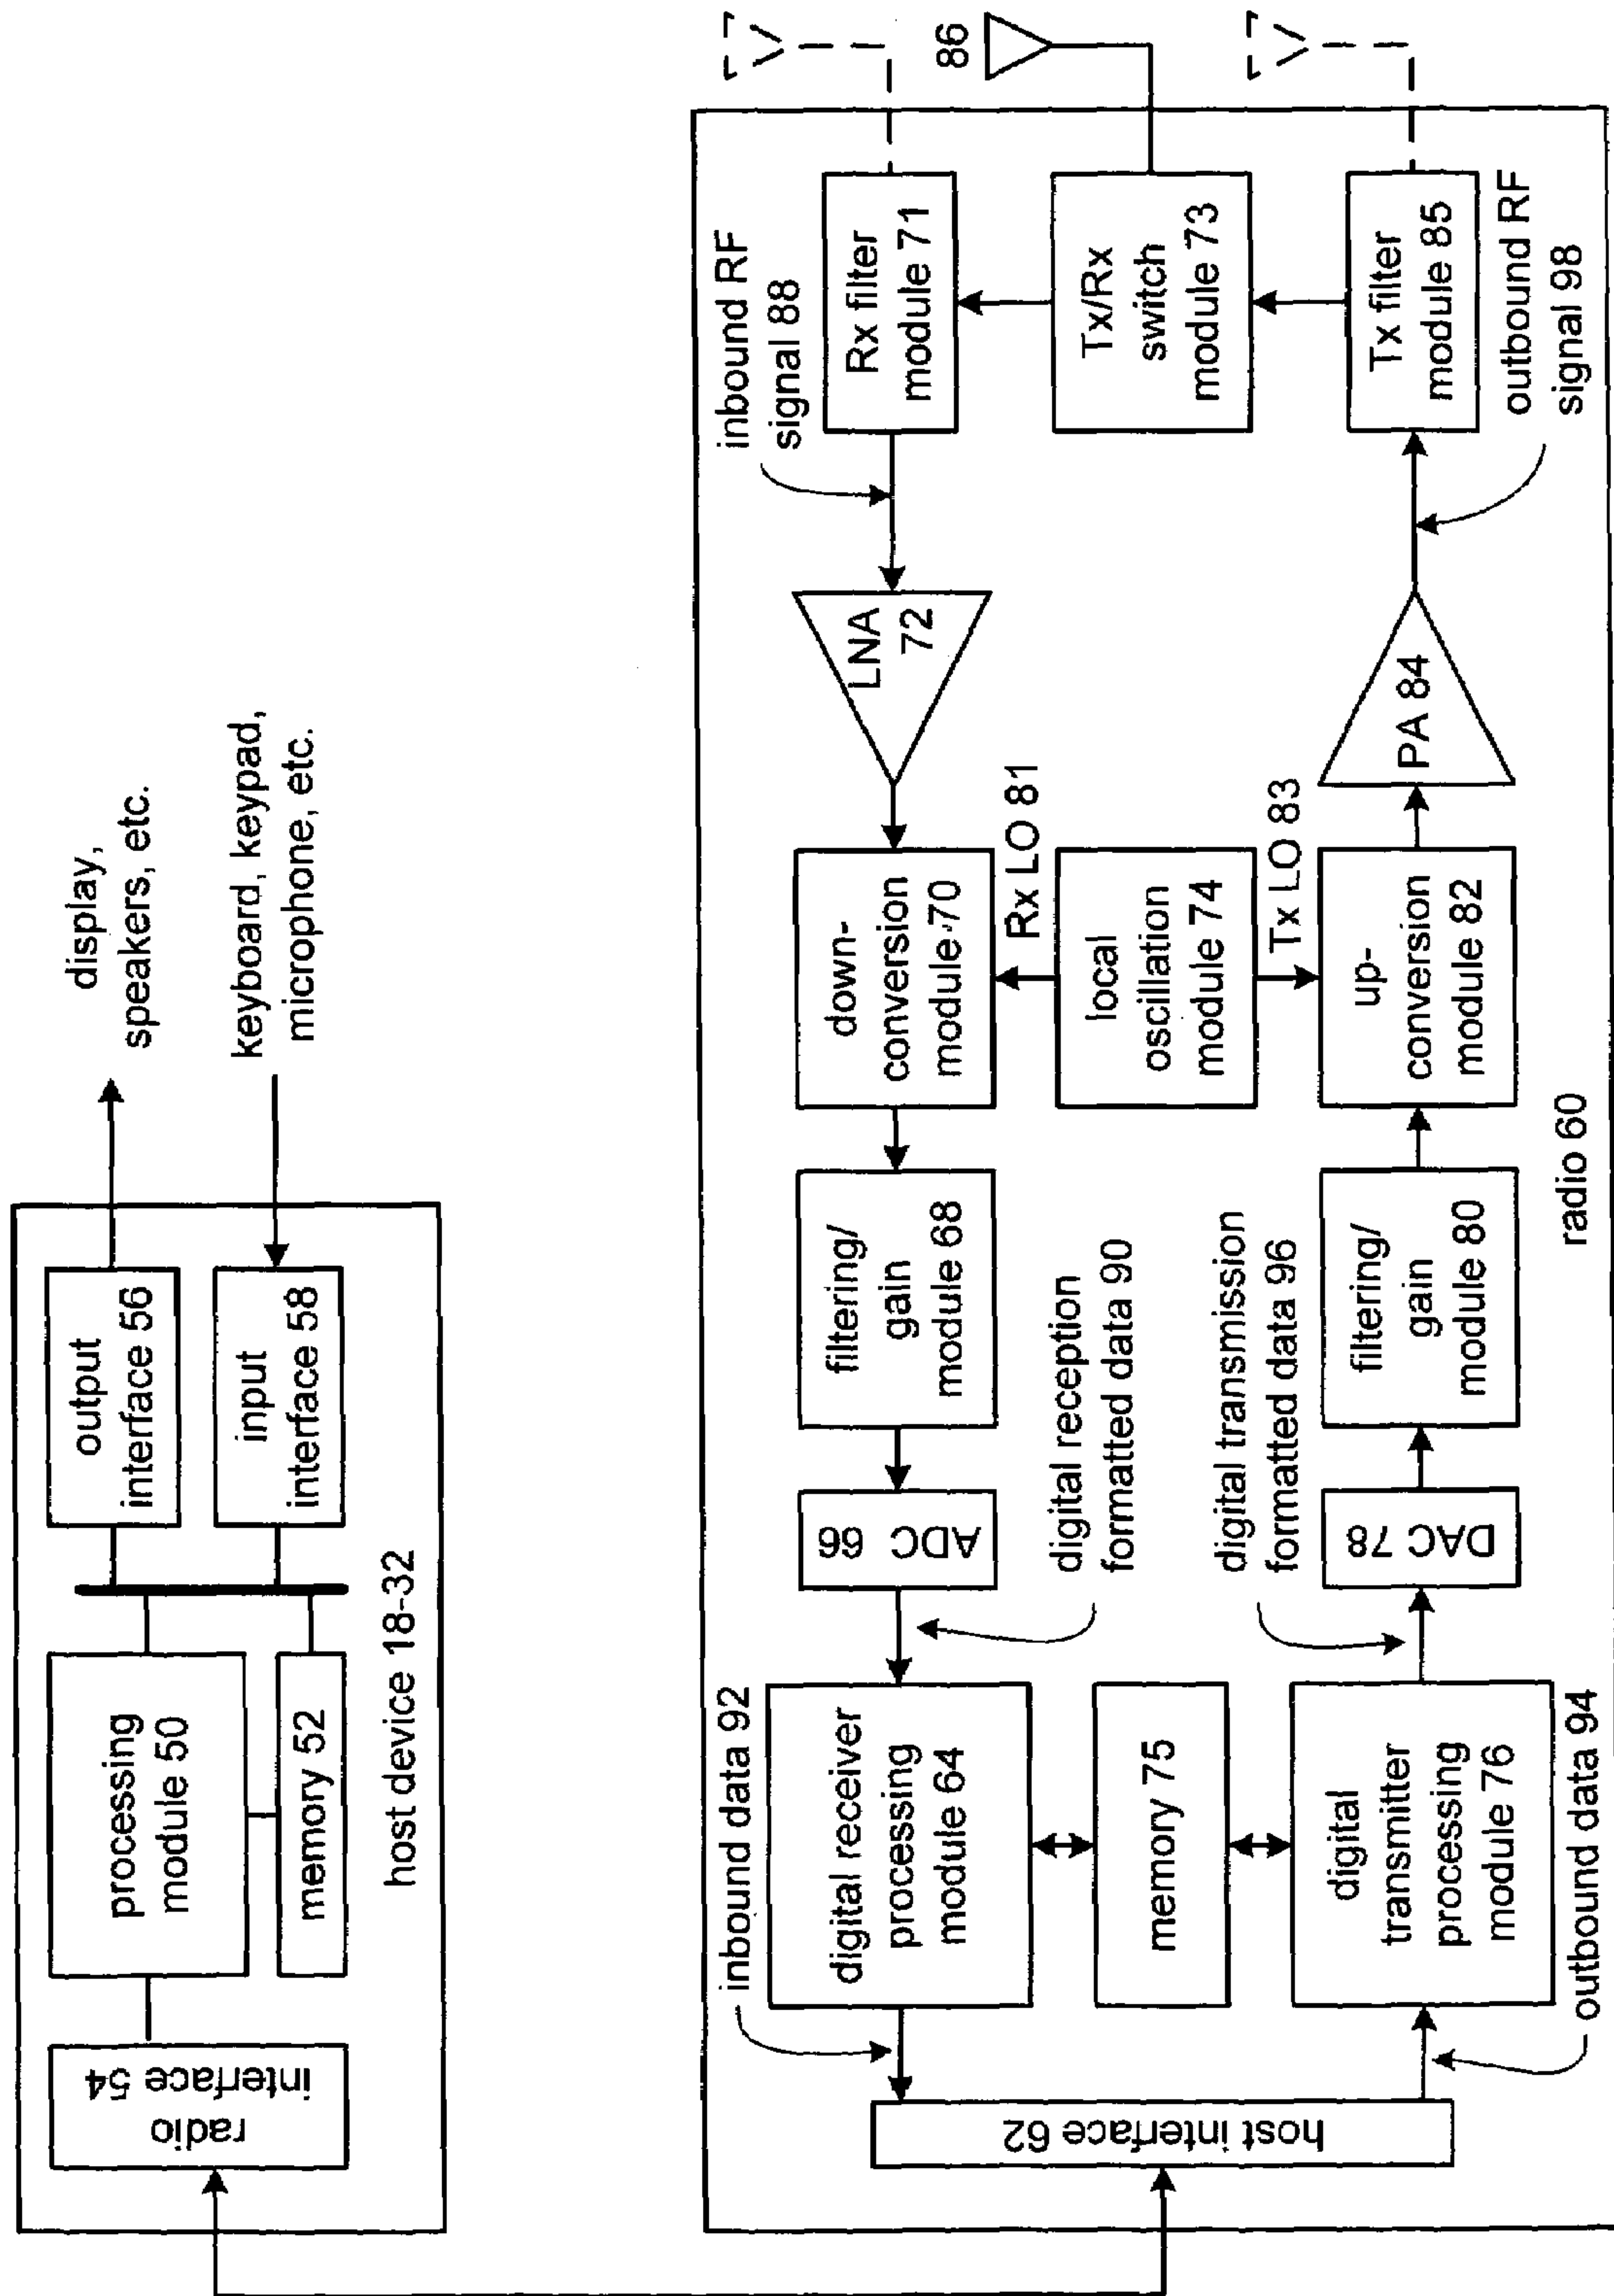 radio
interface 54
processing
module 50
memory 52
output
interface 56
input
interface 58
host device 18-32
display,
speakers, etc.
keyboard, keypad,
microphone, etc.
host interface 62
inbound data 92
digital receiver
processing
module 64
memory 75
digital
transmitter
processing
module 76
outbound data 94
ADC 66
digital reception
formatted data 90
digital transmission
formatted data 96
DAC 78
filtering/
gain
module 68
filtering/
gain
module 80
down-
conversion
module 70
Rx LO 81
local
oscillation
module 74
Tx LO 83
up-
conversion
module 82
LNA
72
PA 84
inbound RF
signal 88
Rx filter
module 71
Tx/Rx
switch
module 73
Tx filter
module 85
outbound RF
signal 98
86
radio 60